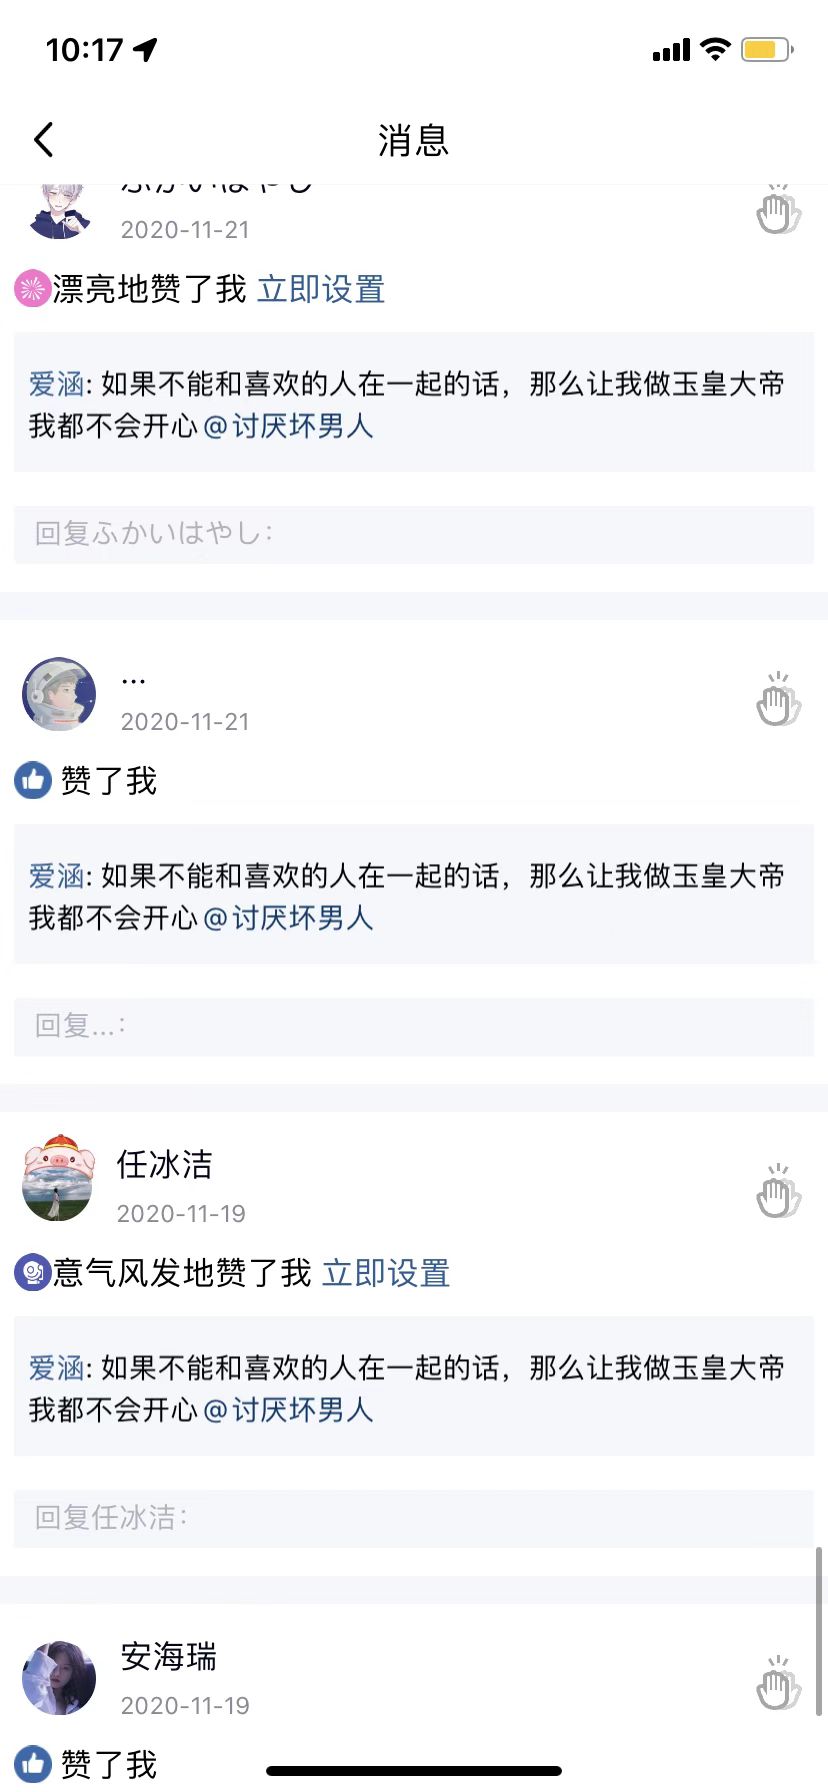 10:17
消息
ふかいはやし
2020-11-21
漂亮地赞了我 立即设置
爱涵: 如果不能和喜欢的人在一起的话，那么让我做玉皇大帝
我都不会开心@讨厌坏男人
回复ふかいはやし:
...
2020-11-21
赞了我
爱涵: 如果不能和喜欢的人在一起的话，那么让我做玉皇大帝
我都不会开心@讨厌坏男人
回复...:
任冰洁
2020-11-19
意气风发地赞了我 立即设置
爱涵: 如果不能和喜欢的人在一起的话，那么让我做玉皇大帝
我都不会开心@讨厌坏男人
回复任冰洁:
安海瑞
2020-11-19
赞了我